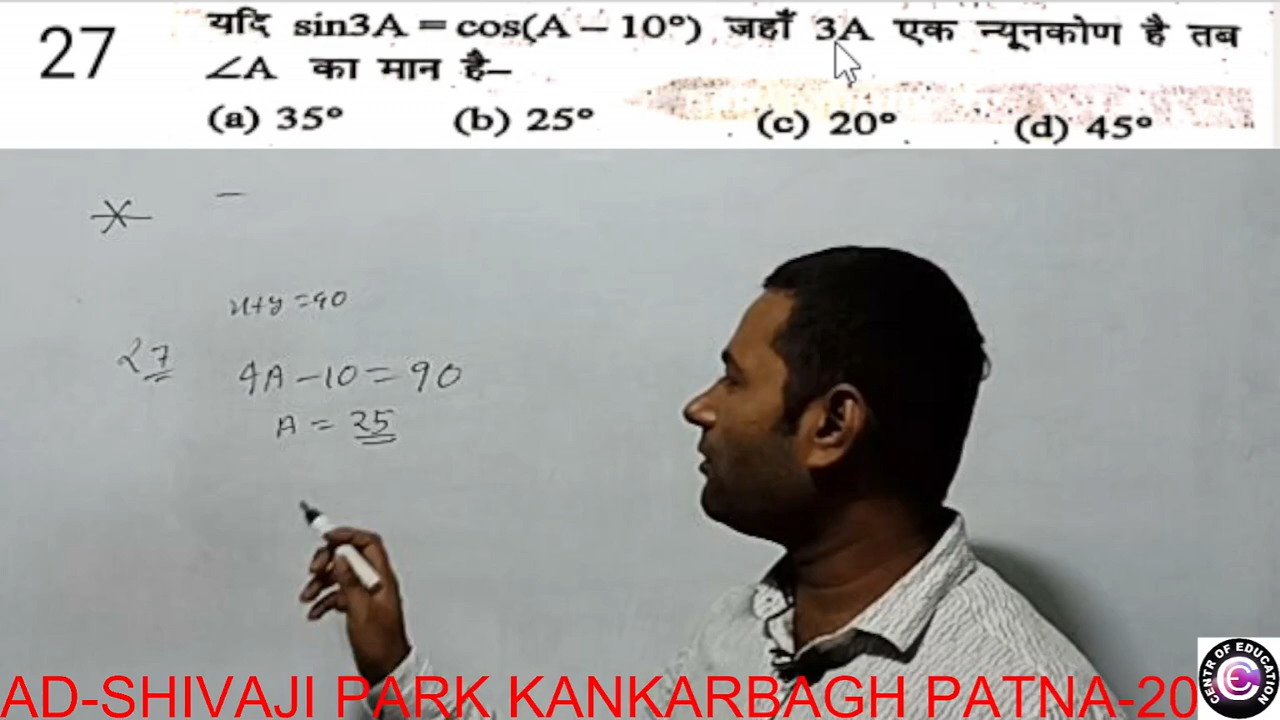 27
यदि sin3A = cos(A – 10°) जहाँ 3A एक न्यूनकोण है तब
∠A का मान है–
(a) 35° (b) 25° (c) 20° (d) 45°
x+y =90
27 4A – 10 = 90
A = 25
AD-SHIVAJI PARK KANKARBAGH PATNA-20
CENTR OF EDUCATION